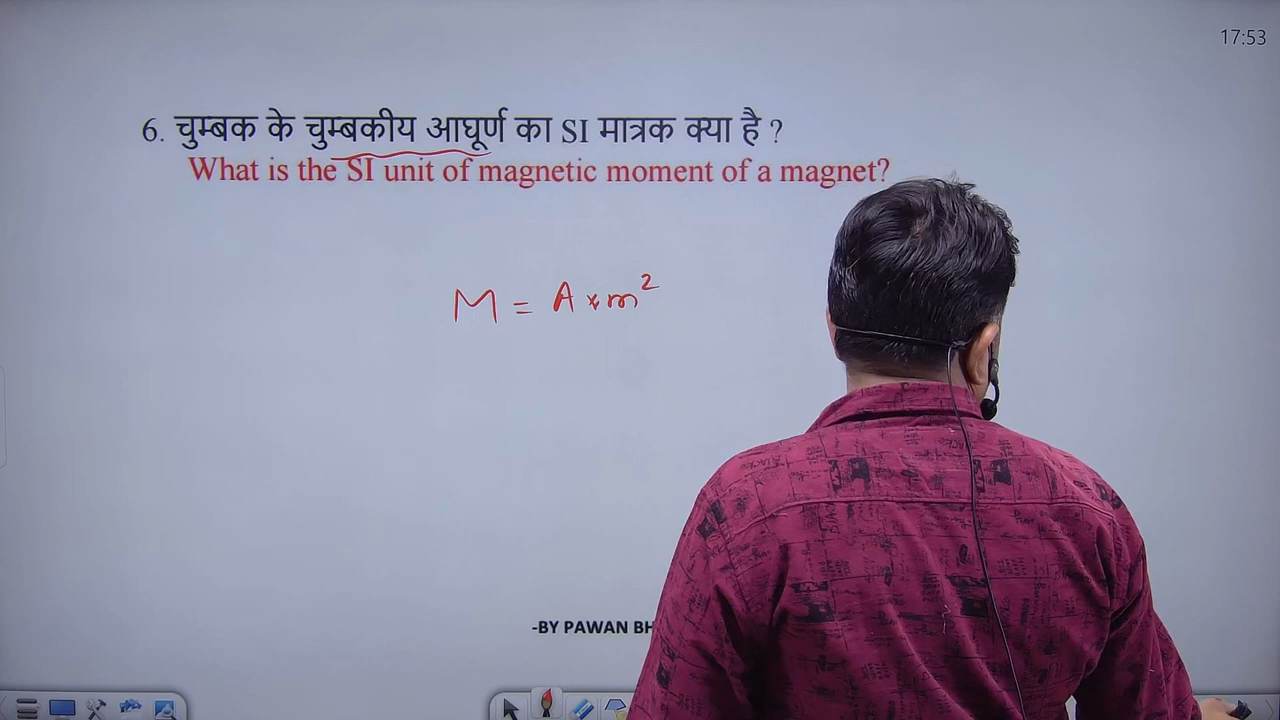 17:53
6. चुम्बक के चुम्बकीय आघूर्ण का SI मात्रक क्या है ?
What is the SI unit of magnetic moment of a magnet?
M = A × m²
-BY PAWAN